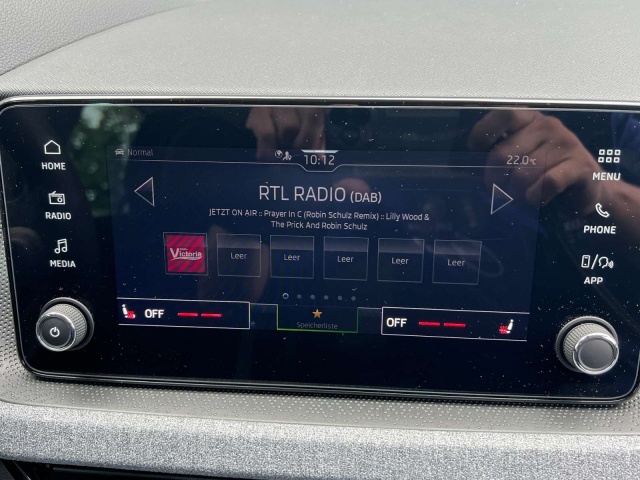 HOME
RADIO
MEDIA
Normal
10:12
22.0°C
RTL RADIO (DAB)
JETZT ON AIR :: Prayer In C (Robin Schulz Remix) :: Lilly Wood &
The Prick And Robin Schulz
Victoria
Leer
Leer
Leer
Leer
Leer
OFF
Speicherliste
OFF
MENU
PHONE
APP